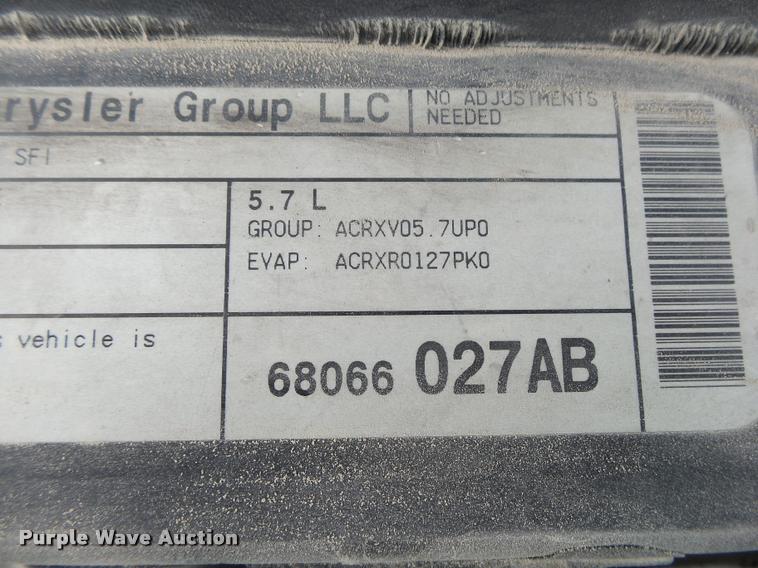 rysler Group LLC
NO ADJUSTMENTS
NEEDED
SFI
5.7 L
GROUP: ACRXV05.7UP0
EVAP: ACRXR0127PK0
vehicle is
68066 027AB
Purple Wave Auction